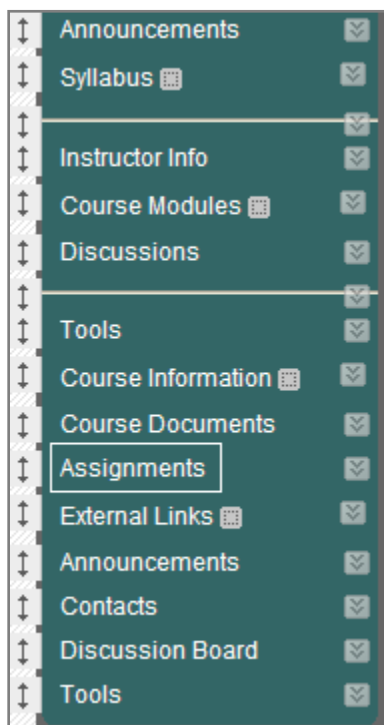 Announcements
Syllabus
Instructor Info
Course Modules
Discussions
Tools
Course Information
Course Documents
Assignments
External Links
Announcements
Contacts
Discussion Board
Tools